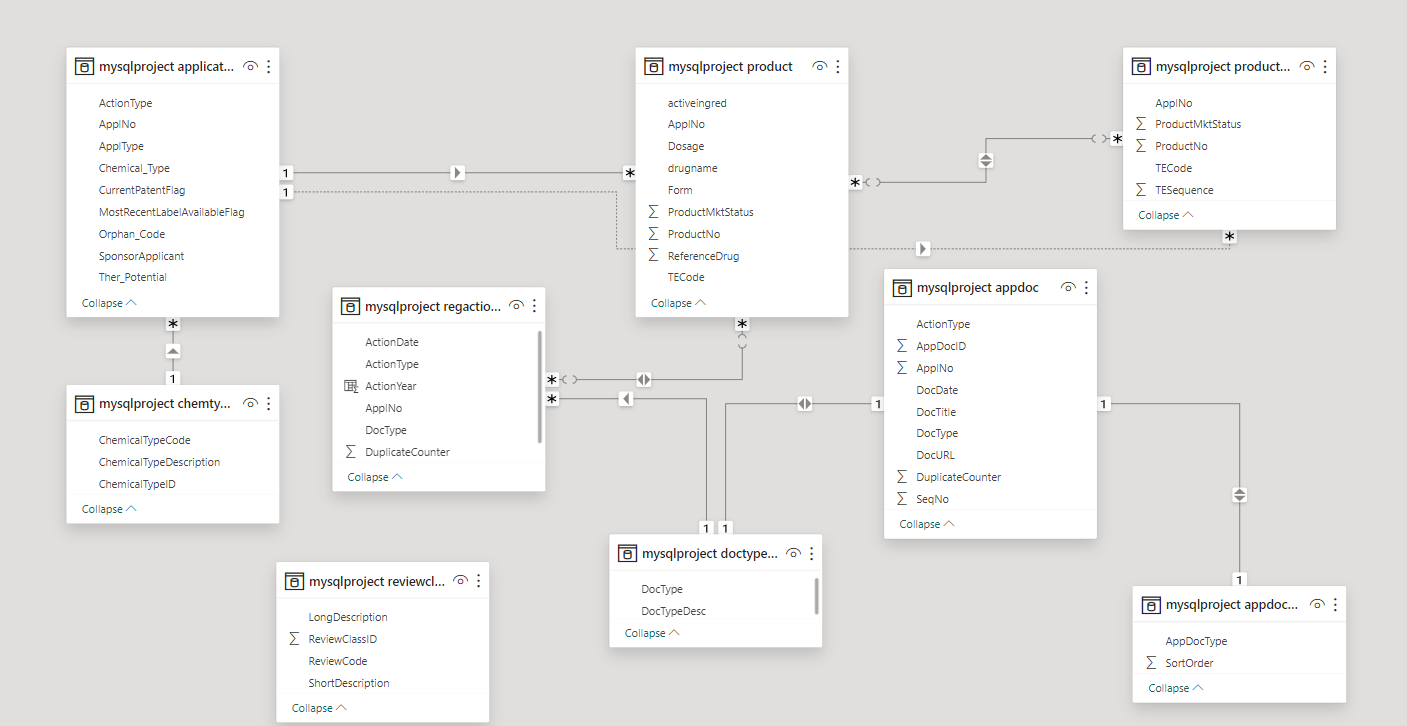 mysqlproject applicat...
ActionType
ApplNo
ApplType
Chemical_Type
CurrentPatentFlag
MostRecentLabelAvailableFlag
Orphan_Code
SponsorApplicant
Ther_Potential
Collapse
1
1
*
1
mysqlproject chemty...
ChemicalTypeCode
ChemicalTypeDescription
ChemicalTypeID
Collapse
mysqlproject product
activeingred
ApplNo
Dosage
drugname
Form
ProductMktStatus
ProductNo
ReferenceDrug
TECode
Collapse
*
*
*
mysqlproject product...
ApplNo
ProductMktStatus
ProductNo
TECode
TESequence
Collapse
*
*
mysqlproject regactio...
ActionDate
ActionType
ActionYear
ApplNo
DocType
DuplicateCounter
Collapse
*
*
mysqlproject appdoc
ActionType
AppDocID
ApplNo
DocDate
DocTitle
DocType
DocURL
DuplicateCounter
SeqNo
Collapse
1
1
mysqlproject reviewcl...
LongDescription
ReviewClassID
ReviewCode
ShortDescription
Collapse
1
1
mysqlproject doctype...
DocType
DocTypeDesc
Collapse
1
mysqlproject appdoc...
AppDocType
SortOrder
Collapse